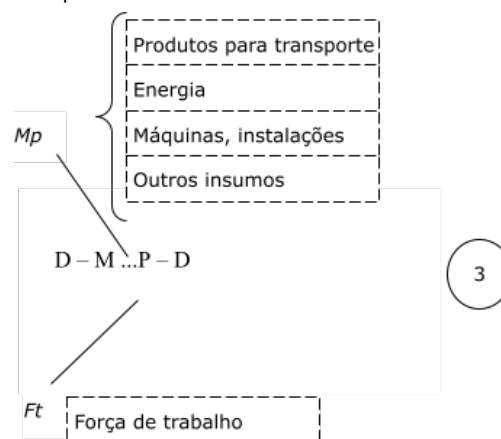 Produtos para transporte
Energia
Mp
Máquinas, instalações
Outros insumos
D – M ...P – D
3
Ft
Força de trabalho